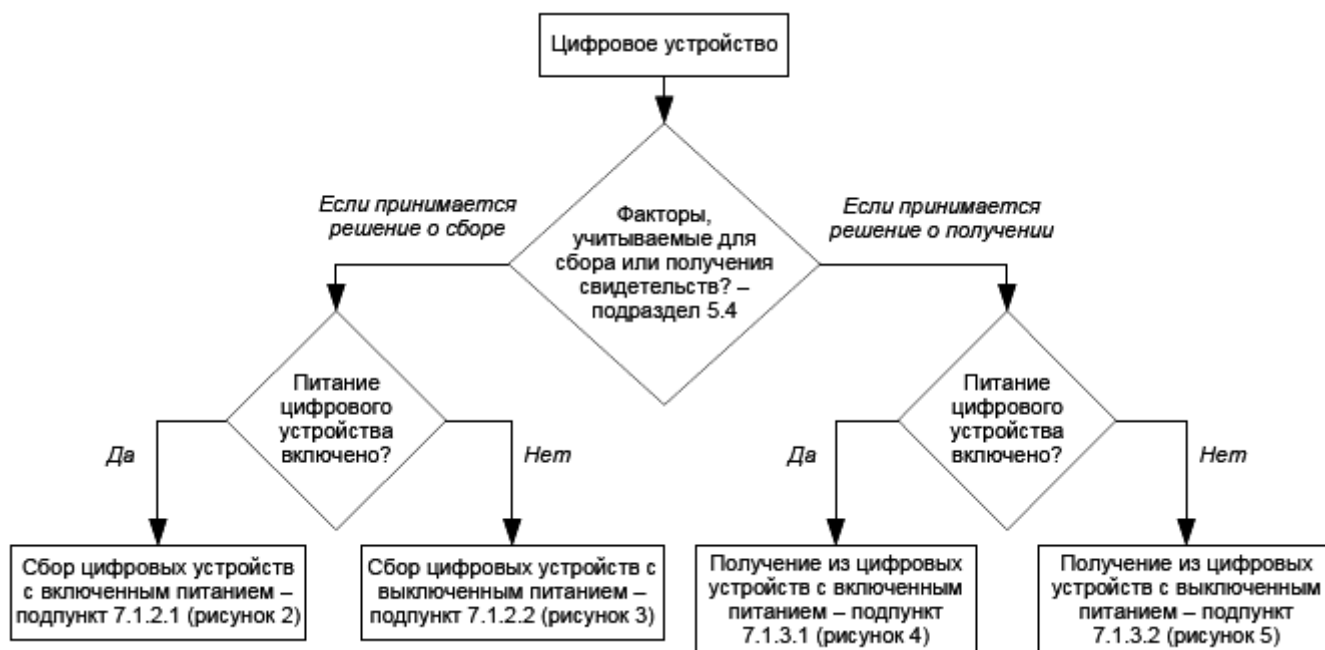 Цифровое устройство
Если принимается
решение о сборе
Факторы,
учитываемые для
сбора или получения
свидетельств? –
подраздел 5.4
Если принимается
решение о получении
Питание
цифрового
устройства
включено?
Да
Нет
Питание
цифрового
устройства
включено?
Да
Нет
Сбор цифровых устройств
с включенным питанием –
подпункт 7.1.2.1 (рисунок 2)
Сбор цифровых устройств с
выключенным питанием –
подпункт 7.1.2.2 (рисунок 3)
Получение из цифровых
устройств с включенным
питанием – подпункт
7.1.3.1 (рисунок 4)
Получение из цифровых
устройств с выключенным
питанием – подпункт
7.1.3.2 (рисунок 5)